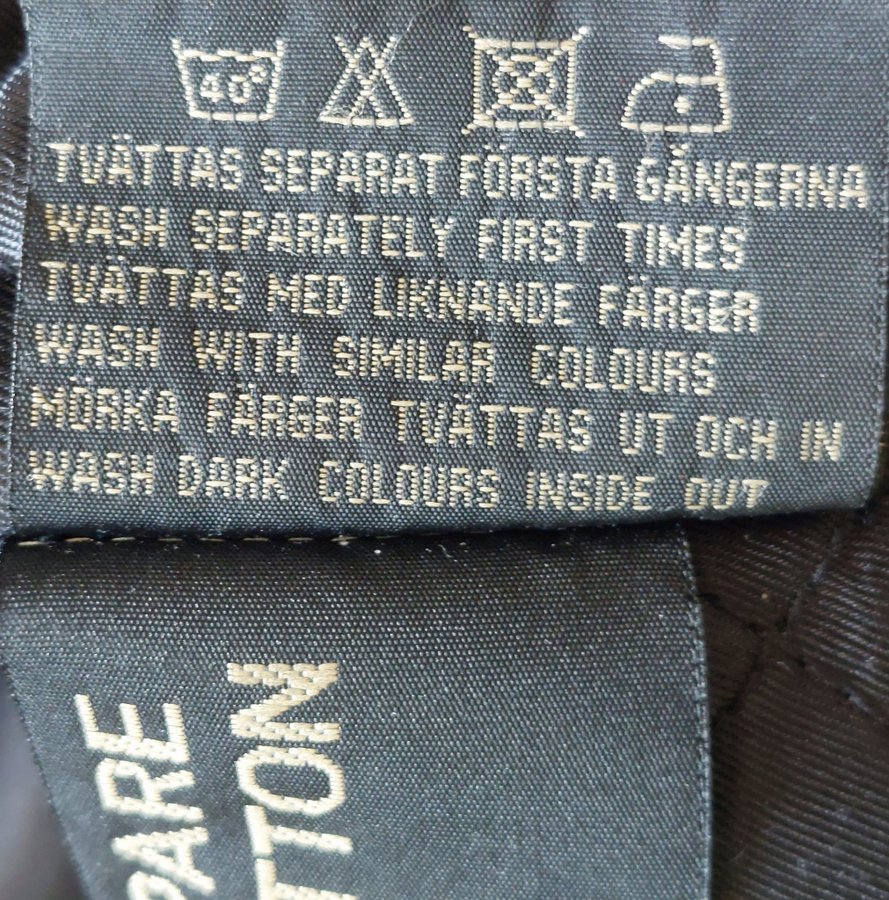 40°
TVÄTTAS SEPARAT FÖRSTA GÅNGERNA
WASH SEPARATELY FIRST TIMES
TVÄTTAS MED LIKNANDE FÄRGER
WASH WITH SIMILAR COLOURS
MÖRKA FÄRGER TVÄTTAS UT OCH IN
WASH DARK COLOURS INSIDE OUT